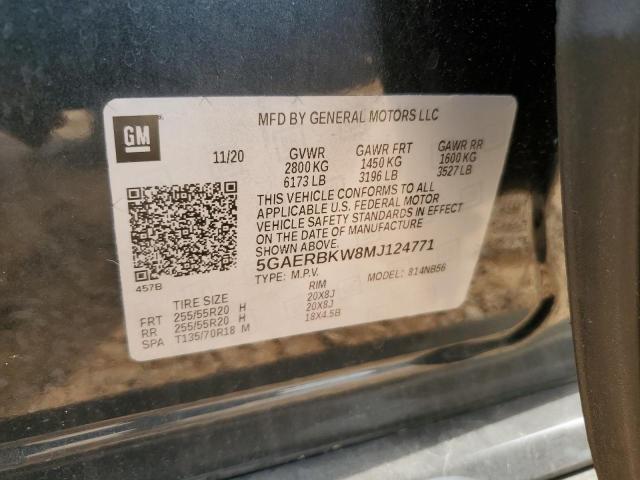 GM
MFD BY GENERAL MOTORS LLC
11/20 GVWR GAWR FRT GAWR RR
2800 KG 1450 KG 1600 KG
6173 LB 3196 LB 3527 LB
THIS VEHICLE CONFORMS TO ALL
APPLICABLE U.S. FEDERAL MOTOR
VEHICLE SAFETY STANDARDS IN EFFECT
ON THE DATE OF MANUFACTURE
SHOWN ABOVE.
5GAERBKW8MJ124771
457B
TYPE: M.P.V. MODEL: 814NB56
TIRE SIZE RIM
FRT 255/55R20 H 20X8J
RR 255/55R20 H 20X8J
SPA T135/70R18 M 18X4.5B